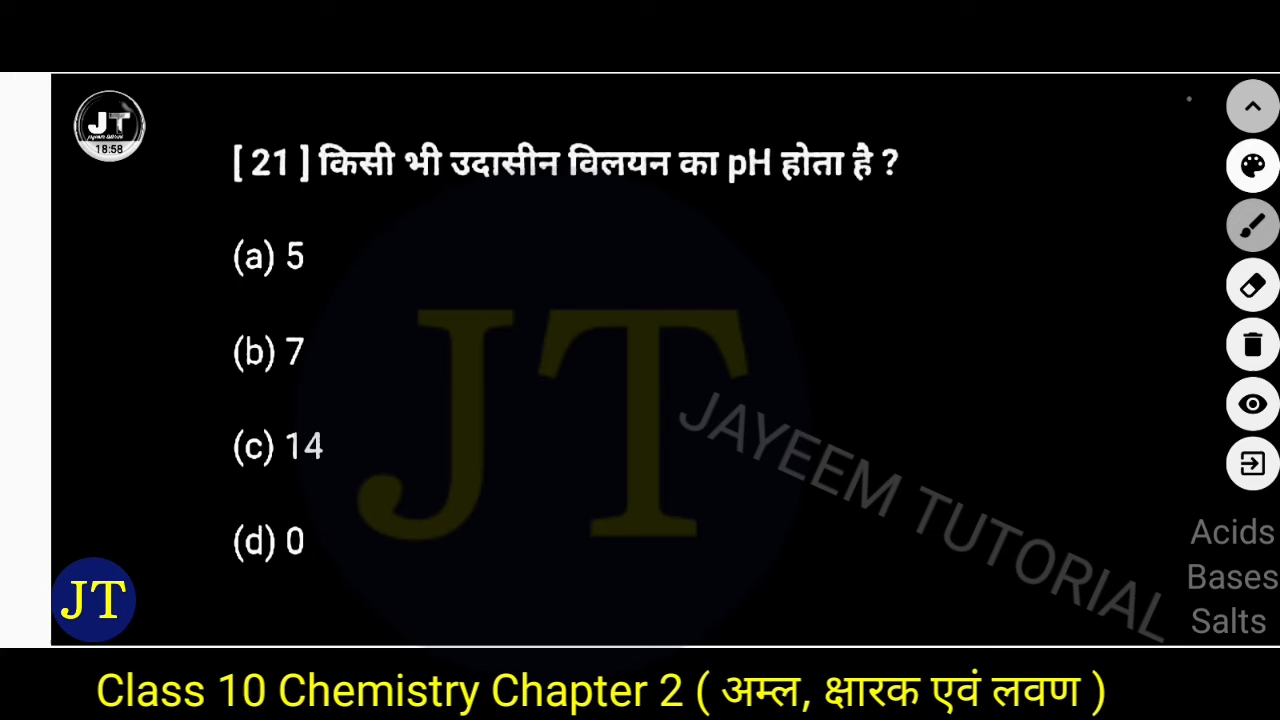 JT
18:58
[ 21 ] किसी भी उदासीन विलयन का pH होता है ?
(a) 5
(b) 7
(c) 14
(d) 0
JT
JAYEEM TUTORIAL
Acids
Bases
Salts
JT
Class 10 Chemistry Chapter 2 ( अम्ल, क्षारक एवं लवण )